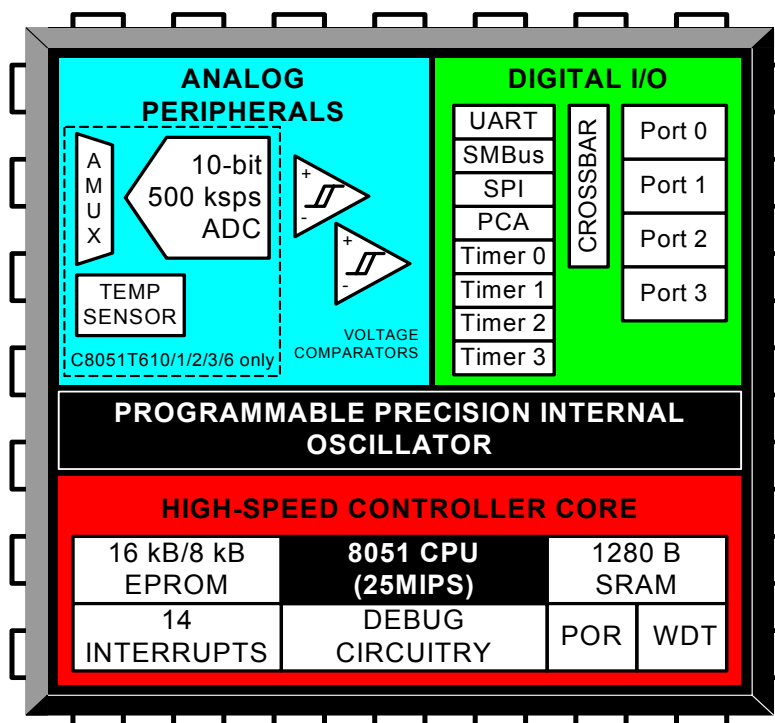 ANALOG
PERIPHERALS
A
M
U
X
10-bit
500 ksps
ADC
+
-
+
-
TEMP
SENSOR
VOLTAGE
COMPARATORS
C8051T610/1/2/3/6 only
DIGITAL I/O
UART
SMBus
SPI
PCA
Timer 0
Timer 1
Timer 2
Timer 3
CROSSBAR
Port 0
Port 1
Port 2
Port 3
PROGRAMMABLE PRECISION INTERNAL
OSCILLATOR
HIGH-SPEED CONTROLLER CORE
16 kB/8 kB
EPROM
8051 CPU
(25MIPS)
1280 B
SRAM
14
INTERRUPTS
DEBUG
CIRCUITRY
POR
WDT